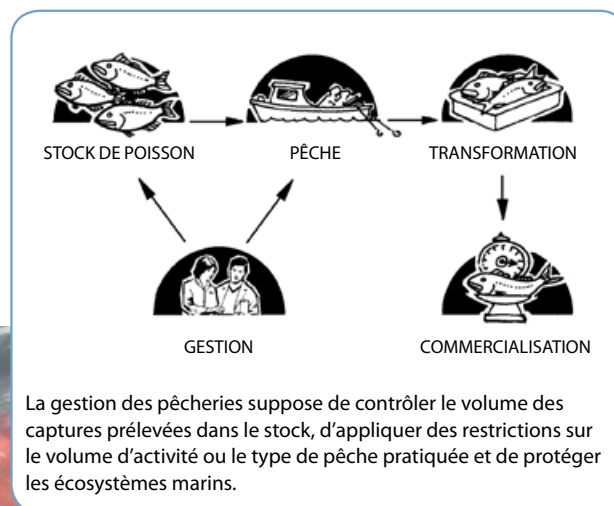 STOCK DE POISSON
PÊCHE
TRANSFORMATION
GESTION
COMMERCIALISATION
La gestion des pêcheries suppose de contrôler le volume des
captures prélevées dans le stock, d’appliquer des restrictions sur
le volume d’activité ou le type de pêche pratiquée et de protéger
les écosystèmes marins.